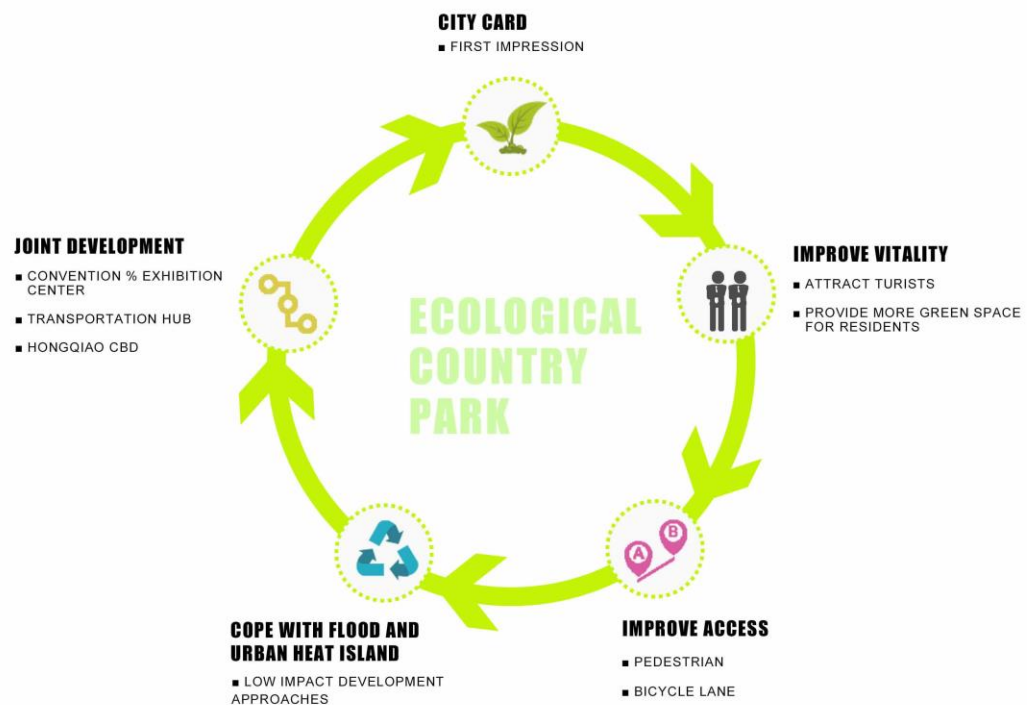 CITY CARD
▪ FIRST IMPRESSION
JOINT DEVELOPMENT
▪ CONVENTION % EXHIBITION
CENTER
▪ TRANSPORTATION HUB
▪ HONGQIAO CBD
IMPROVE VITALITY
▪ ATTRACT TURISTS
▪ PROVIDE MORE GREEN SPACE
FOR RESIDENTS
ECOLOGICAL
COUNTRY
PARK
A
B
COPE WITH FLOOD AND
URBAN HEAT ISLAND
▪ LOW IMPACT DEVELOPMENT
APPROACHES
IMPROVE ACCESS
▪ PEDESTRIAN
▪ BICYCLE LANE